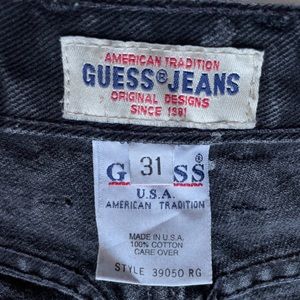 AMERICAN TRADITION
GUESS® JEANS
ORIGINAL DESIGNS
SINCE 1981
G 31 SS®
U.S.A.
AMERICAN TRADITION
MADE IN U.S.A.
100% COTTON
CARE OVER
STYLE 39050 RG